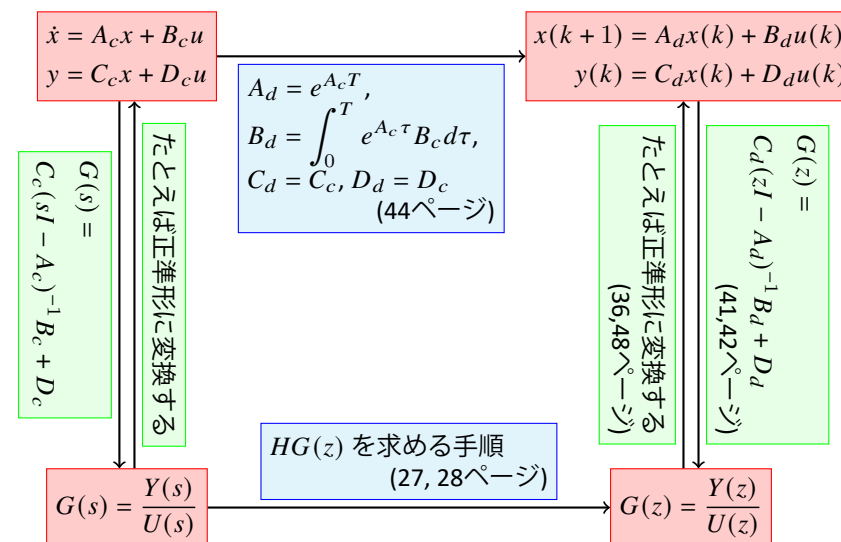 ẋ = A_c x + B_c u
y = C_c x + D_c u
x(k + 1) = A_d x(k) + B_d u(k)
y(k) = C_d x(k) + D_d u(k)
A_d = e^{A_c T},
B_d = ∫_0^T e^{A_c τ} B_c dτ,
C_d = C_c, D_d = D_c
(44ページ)
G(s) =
C_c(sI − A_c)^{−1} B_c + D_c
たとえば正準形に変換する
たとえば正準形に変換する
(36,48ページ)
G(z) =
C_d(zI − A_d)^{−1} B_d + D_d
(41,42ページ)
HG(z) を求める手順
(27, 28ページ)
G(s) = Y(s)/U(s)
G(z) = Y(z)/U(z)